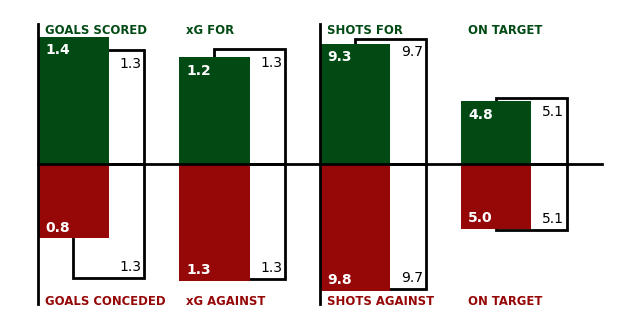 GOALS SCORED xG FOR SHOTS FOR ON TARGET
1.4 1.3 1.2 1.3 9.3 9.7 4.8 5.1
0.8 1.3 1.3 1.3 9.8 9.7 5.0 5.1
GOALS CONCEDED xG AGAINST SHOTS AGAINST ON TARGET